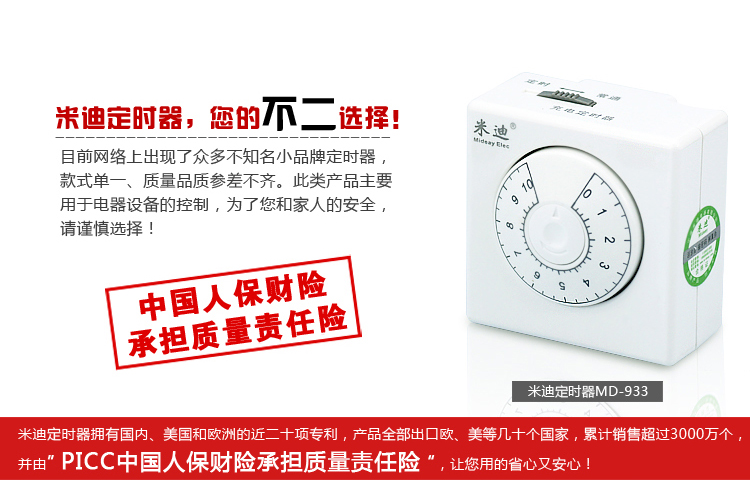 米迪定时器，您的不二选择!
目前网络上出现了众多不知名小品牌定时器，
款式单一、质量品质参差不齐。此类产品主要
用于电器设备的控制，为了您和家人的安全，
请谨慎选择！
中国人保财险
承担质量责任险
定时 常通
充电定时器
米迪®
Midnay Elec
0 1 2 3 4 5 6 7 8 9 10
米迪
米迪定时器MD-933
米迪定时器拥有国内、美国和欧洲的近二十项专利，产品全部出口欧、美等几十个国家，累计销售超过3000万个，
并由”PICC中国人保财险承担质量责任险“，让您用的省心又安心！